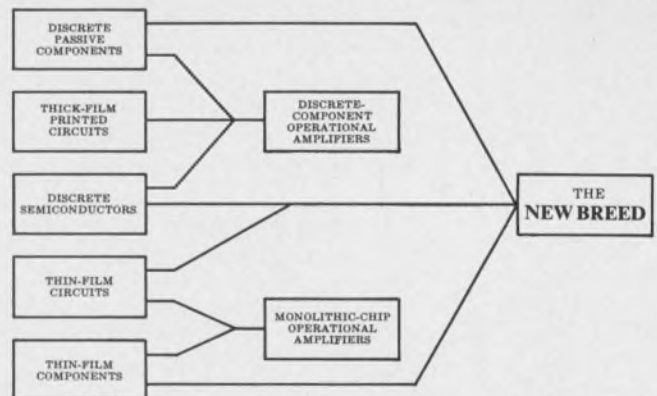 DISCRETE
PASSIVE
COMPONENTS
THICK-FILM
PRINTED
CIRCUITS
DISCRETE-
COMPONENT
OPERATIONAL
AMPLIFIERS
DISCRETE
SEMICONDUCTORS
THE
NEW BREED
THIN-FILM
CIRCUITS
MONOLITHIC-CHIP
OPERATIONAL
AMPLIFIERS
THIN-FILM
COMPONENTS